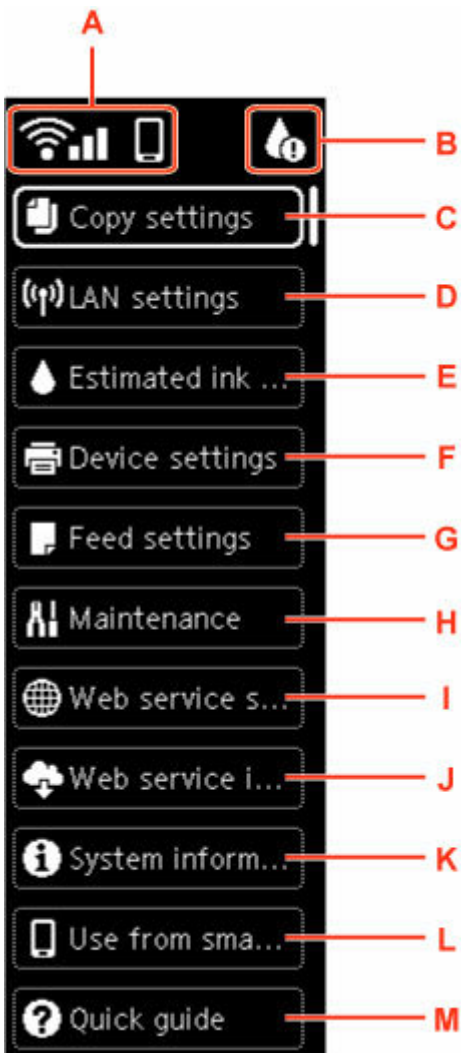 A
B
Copy settings C
LAN settings D
Estimated ink ... E
Device settings F
Feed settings G
Maintenance H
Web service s... I
Web service i... J
System inform... K
Use from sma... L
Quick guide M